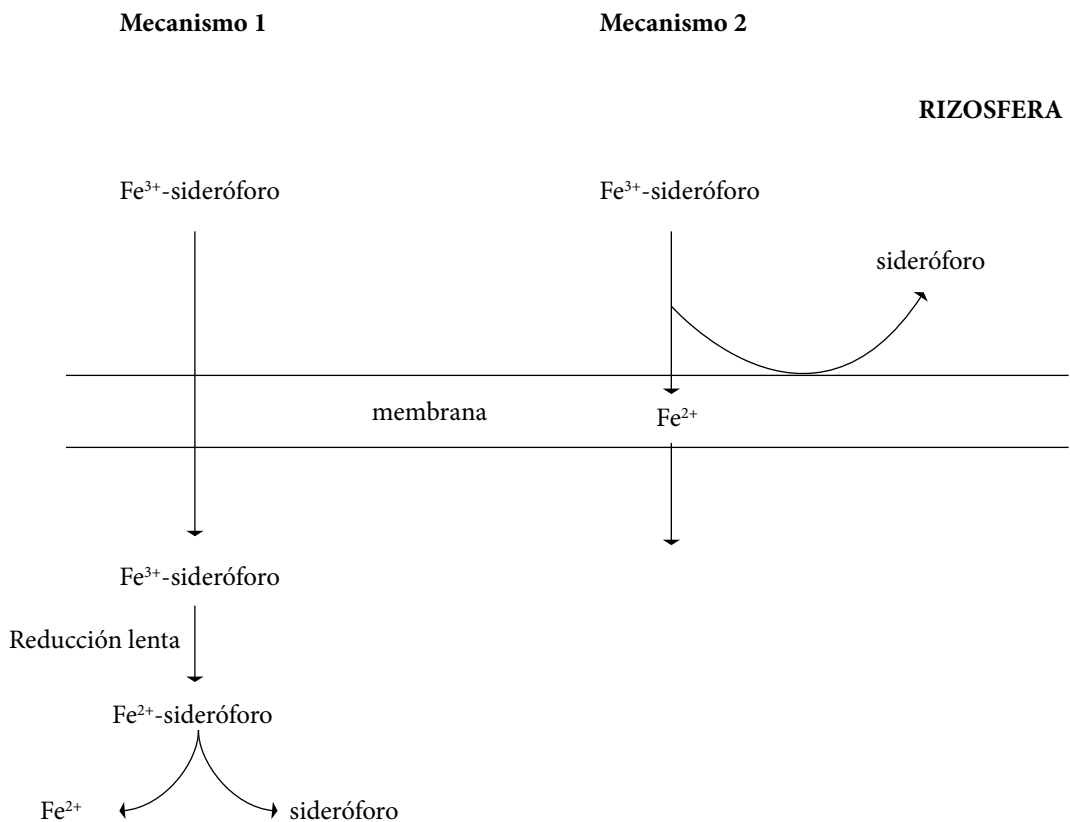 Mecanismo 1
Mecanismo 2
RIZOSFERA
Fe³⁺-sideróforo
Fe³⁺-sideróforo
sideróforo
membrana
Fe²⁺
Fe³⁺-sideróforo
Reducción lenta
Fe²⁺-sideróforo
Fe²⁺
sideróforo